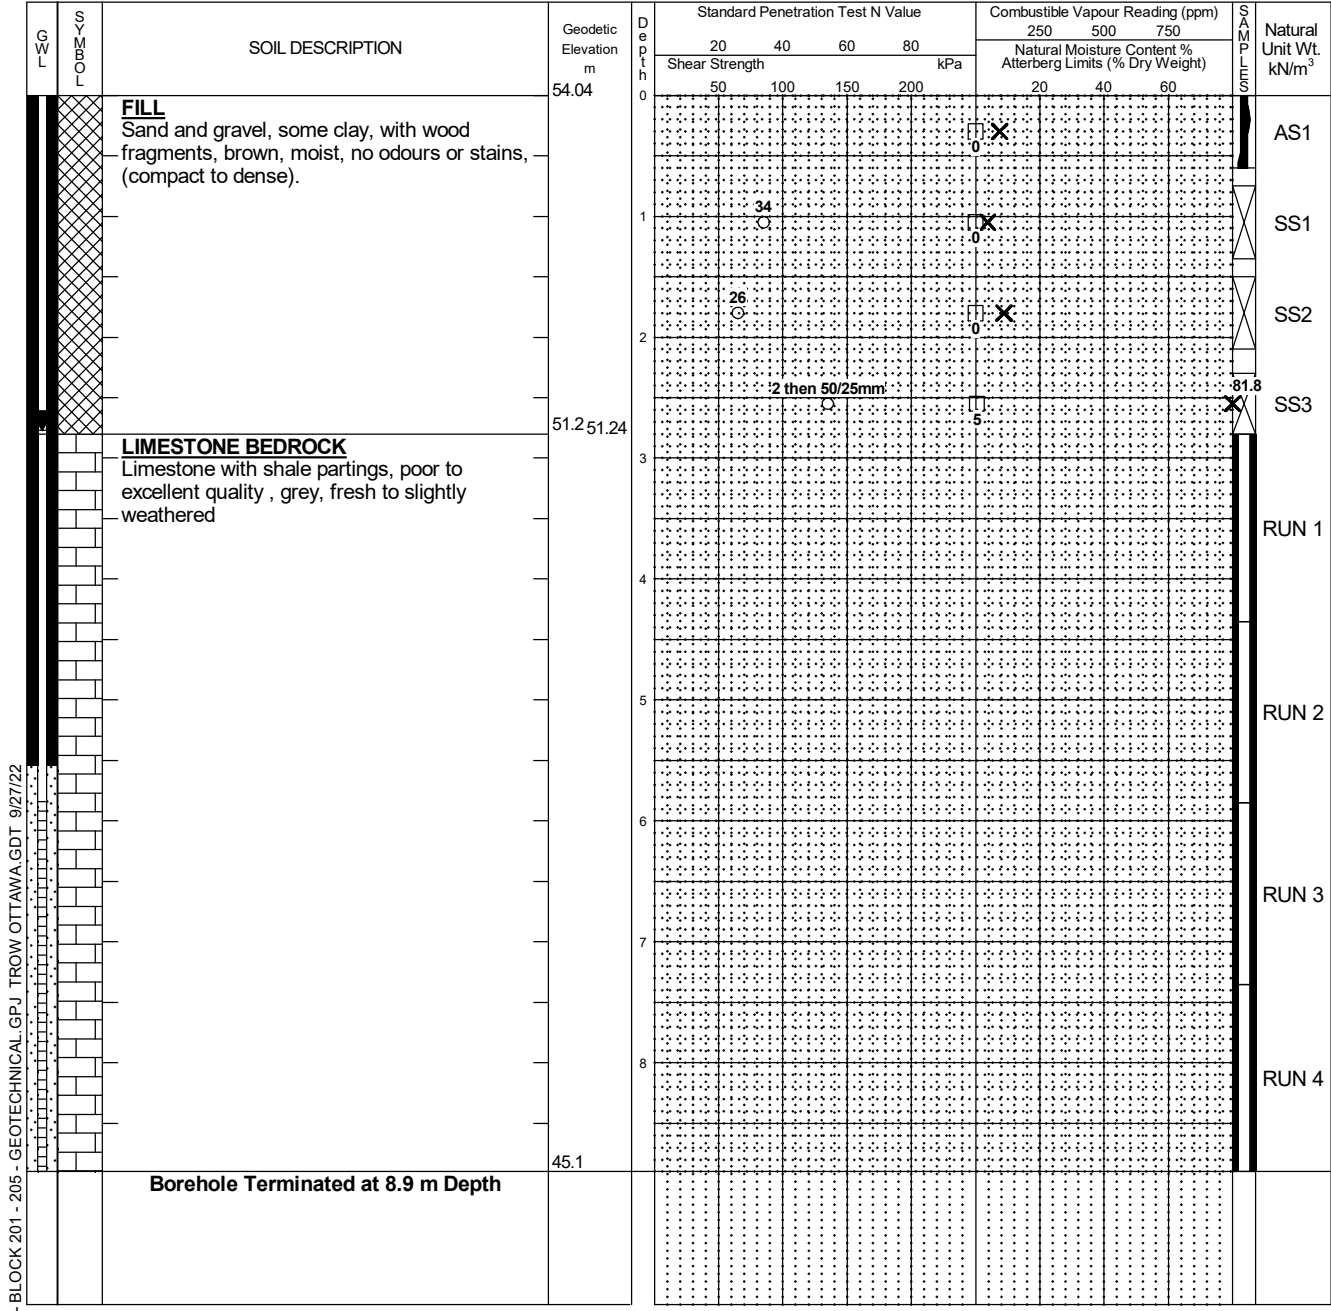 GWL
SYMBOL
SOIL DESCRIPTION
Geodetic
Elevation
m
Depth
Standard Penetration Test N Value
20 40 60 80
Shear Strength kPa
50 100 150 200
Combustible Vapour Reading (ppm)
250 500 750
Natural Moisture Content %
Atterberg Limits (% Dry Weight)
20 40 60
SAMPLES
Natural
Unit Wt.
kN/m³
54.04
0
FILL
Sand and gravel, some clay, with wood
fragments, brown, moist, no odours or stains,
(compact to dense).
0
AS1
34
1
0
SS1
26
0
SS2
2
2 then 50/25mm
5
81.8
SS3
51.2 51.24
LIMESTONE BEDROCK
Limestone with shale partings, poor to
excellent quality , grey, fresh to slightly
weathered
3
RUN 1
4
5
RUN 2
6
RUN 3
7
8
RUN 4
45.1
Borehole Terminated at 8.9 m Depth
- BLOCK 201 - 205 - GEOTECHNICAL.GPJ TROW OTTAWA.GDT 9/27/22